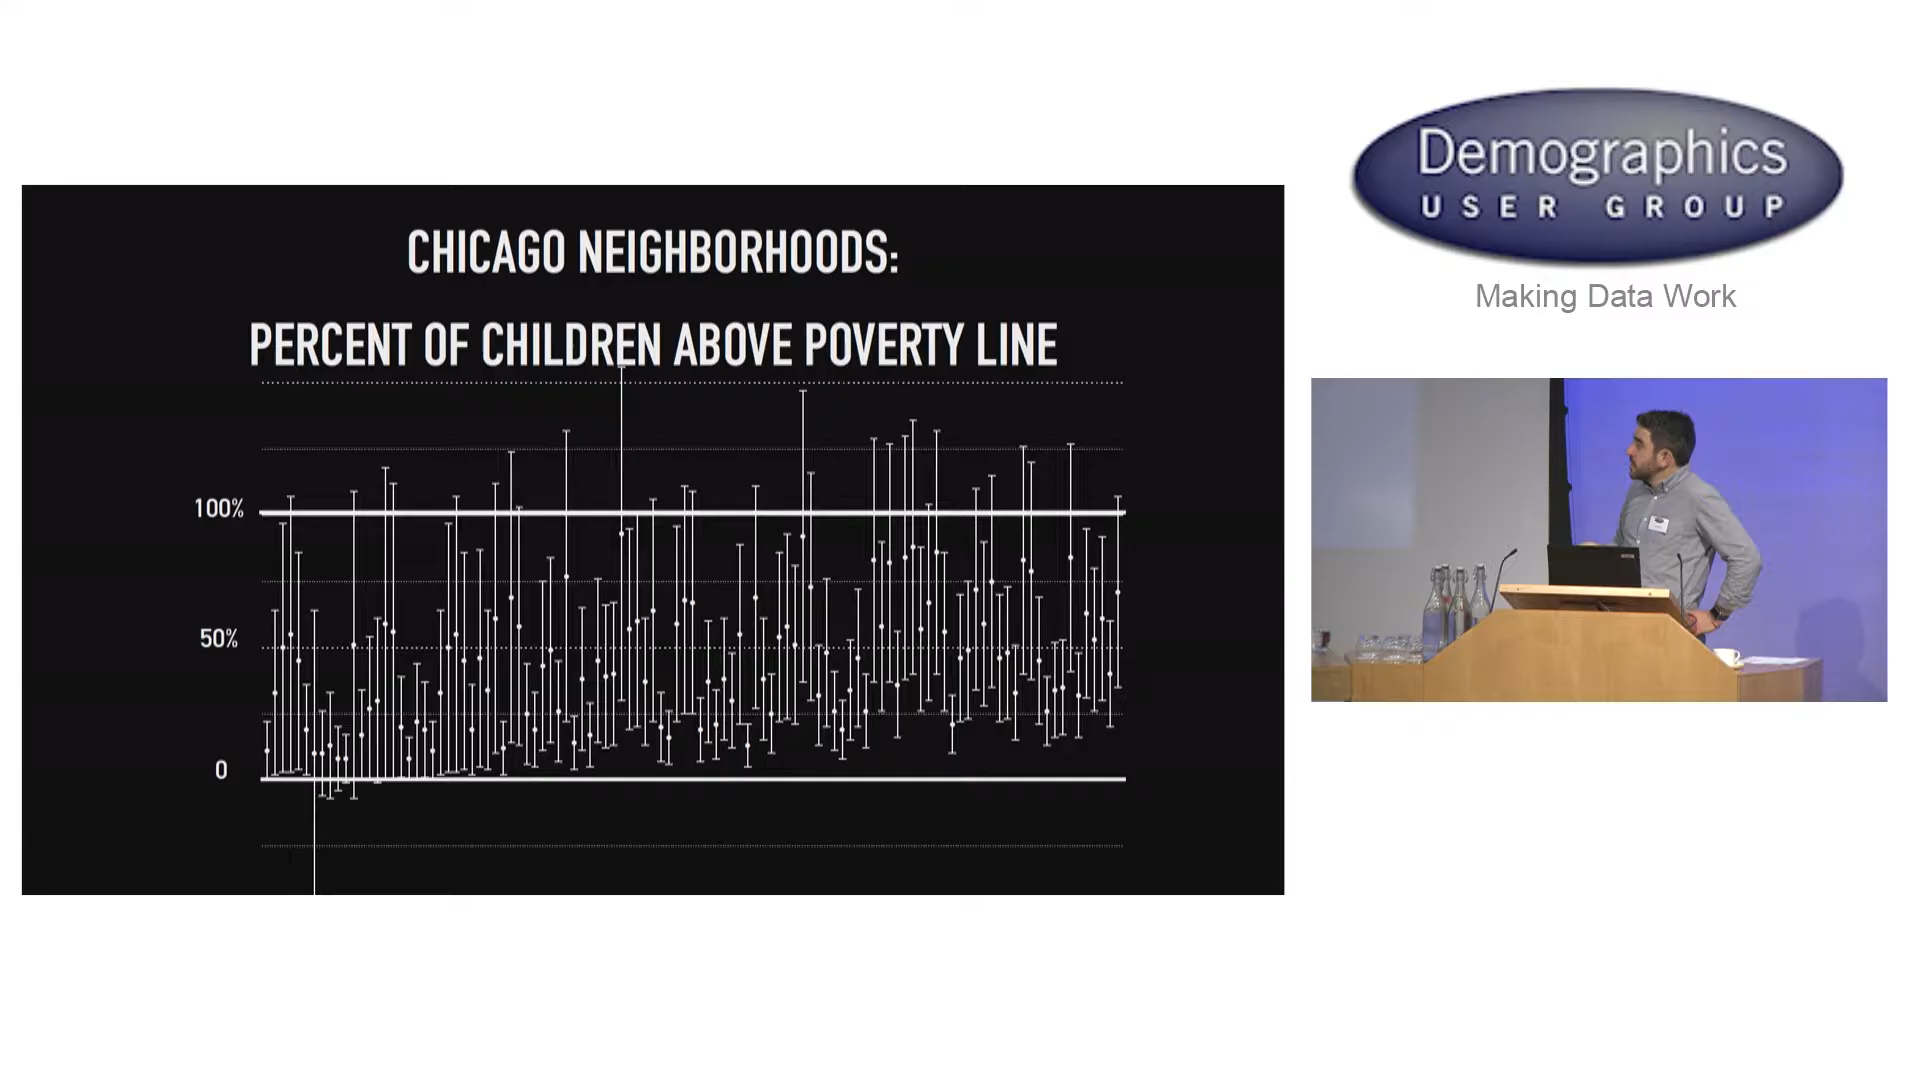 CHICAGO NEIGHBORHOODS:
PERCENT OF CHILDREN ABOVE POVERTY LINE
100%
50%
0
Demographics
USER GROUP
Making Data Work